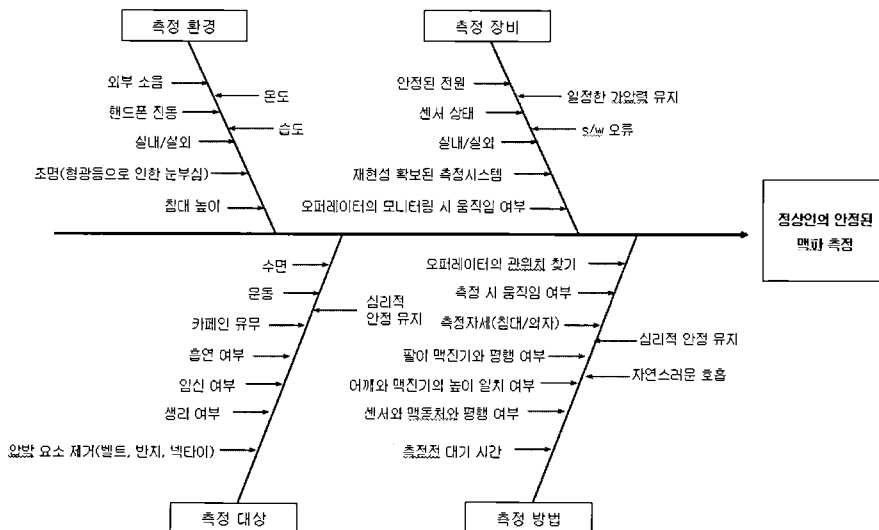 측정 환경
측정 장비
외부 소음
온도
핸드폰 진동
습도
실내/실외
조명(형광등으로 인한 눈부심)
침대 높이
안정된 전원
일정한 가압력 유지
센서 상태
s/w 오류
실내/실외
재현성 확보된 측정시스템
오퍼레이터의 모니터링 시 움직임 여부
정상인의 안정된
맥파 측정
수면
운동
심리적
안정 유지
카페인 유무
흡연 여부
임신 여부
생리 여부
압박 요소 제거(벨트, 반지, 넥타이)
오퍼레이터의 관위치 찾기
측정 시 움직임 여부
측정자세(침대/의자)
심리적 안정 유지
팔이 맥진기와 평행 여부
자연스러운 호흡
어깨와 맥진기의 높이 일치 여부
센서와 맥동처와 평행 여부
측정전 대기 시간
측정 대상
측정 방법